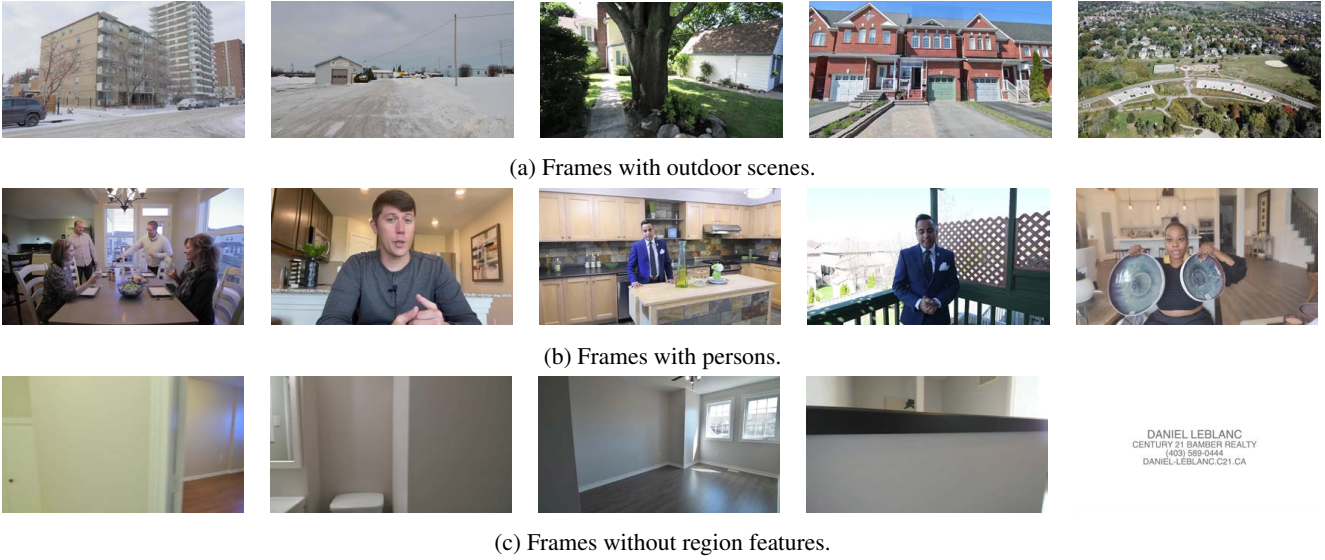 (a) Frames with outdoor scenes.
(b) Frames with persons.
DANIEL LEBLANC
CENTURY 21 BAMBER REALTY
(403) 589-0444
DANIEL-LEBLANC.C21.CA
(c) Frames without region features.